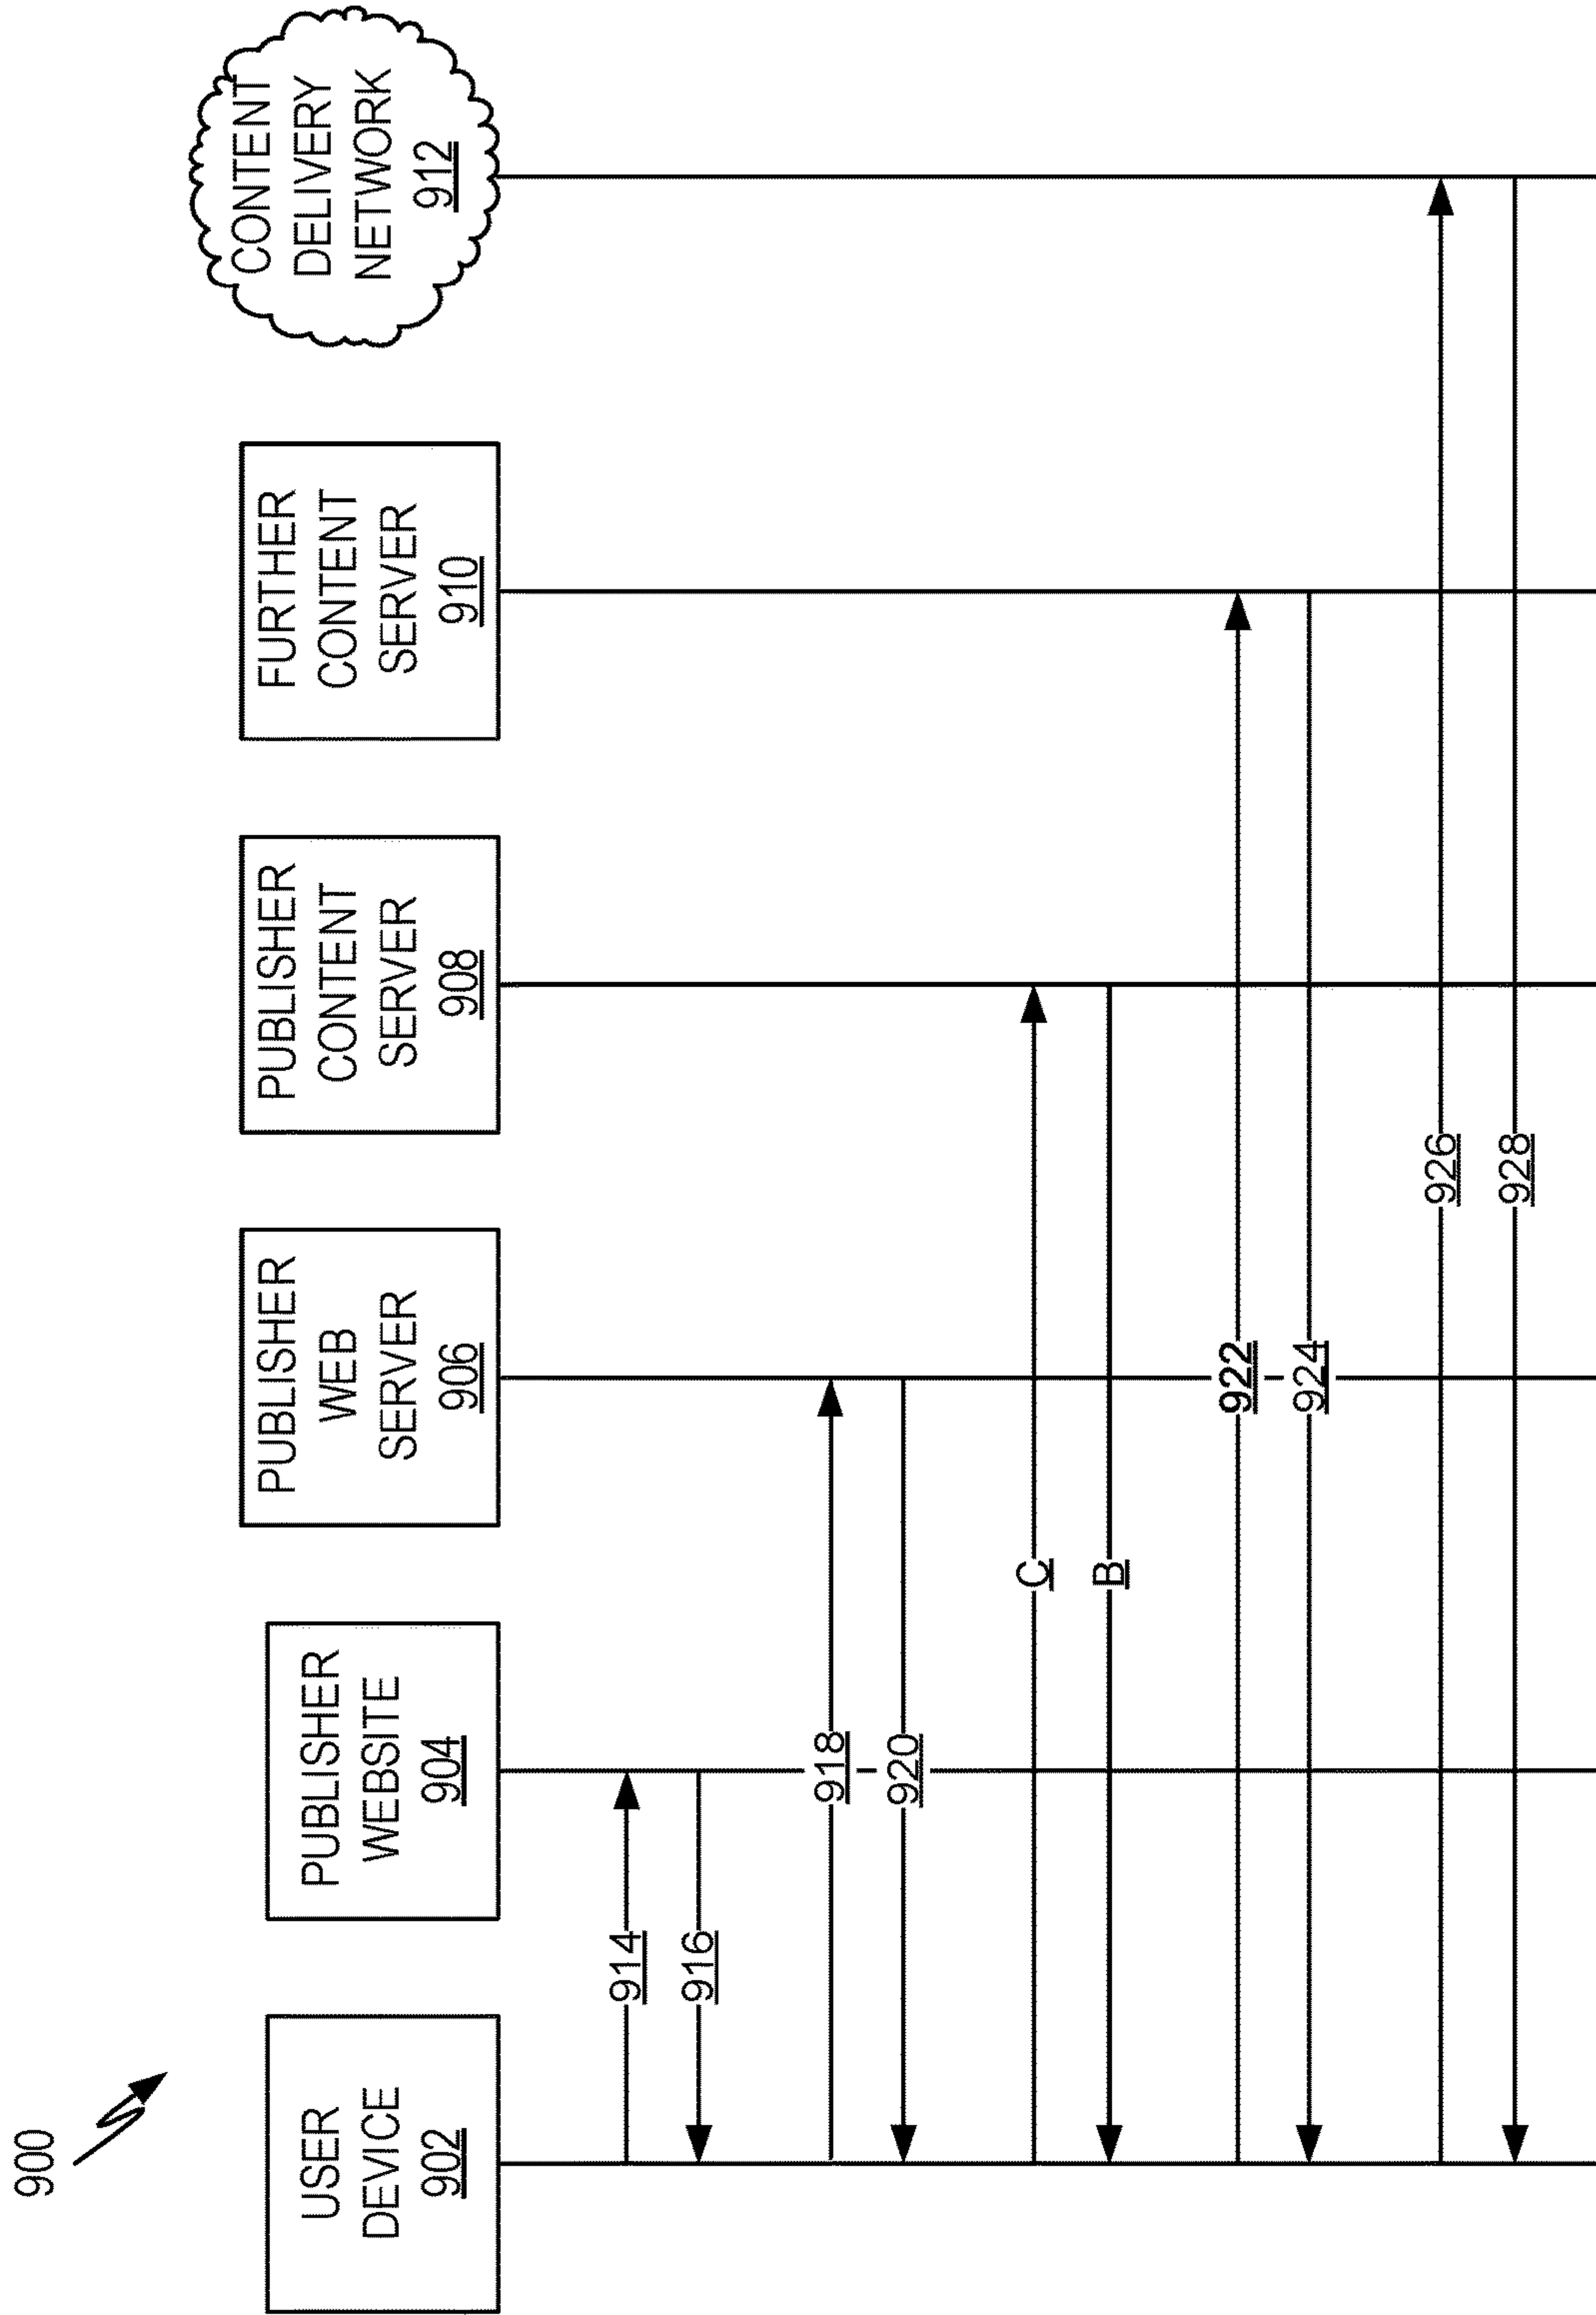 900
USER
DEVICE
902
PUBLISHER
WEBSITE
904
PUBLISHER
WEB
SERVER
906
PUBLISHER
CONTENT
SERVER
908
FURTHER
CONTENT
SERVER
910
CONTENT
DELIVERY
NETWORK
912
914
916
918
920
C
B
922
924
926
928